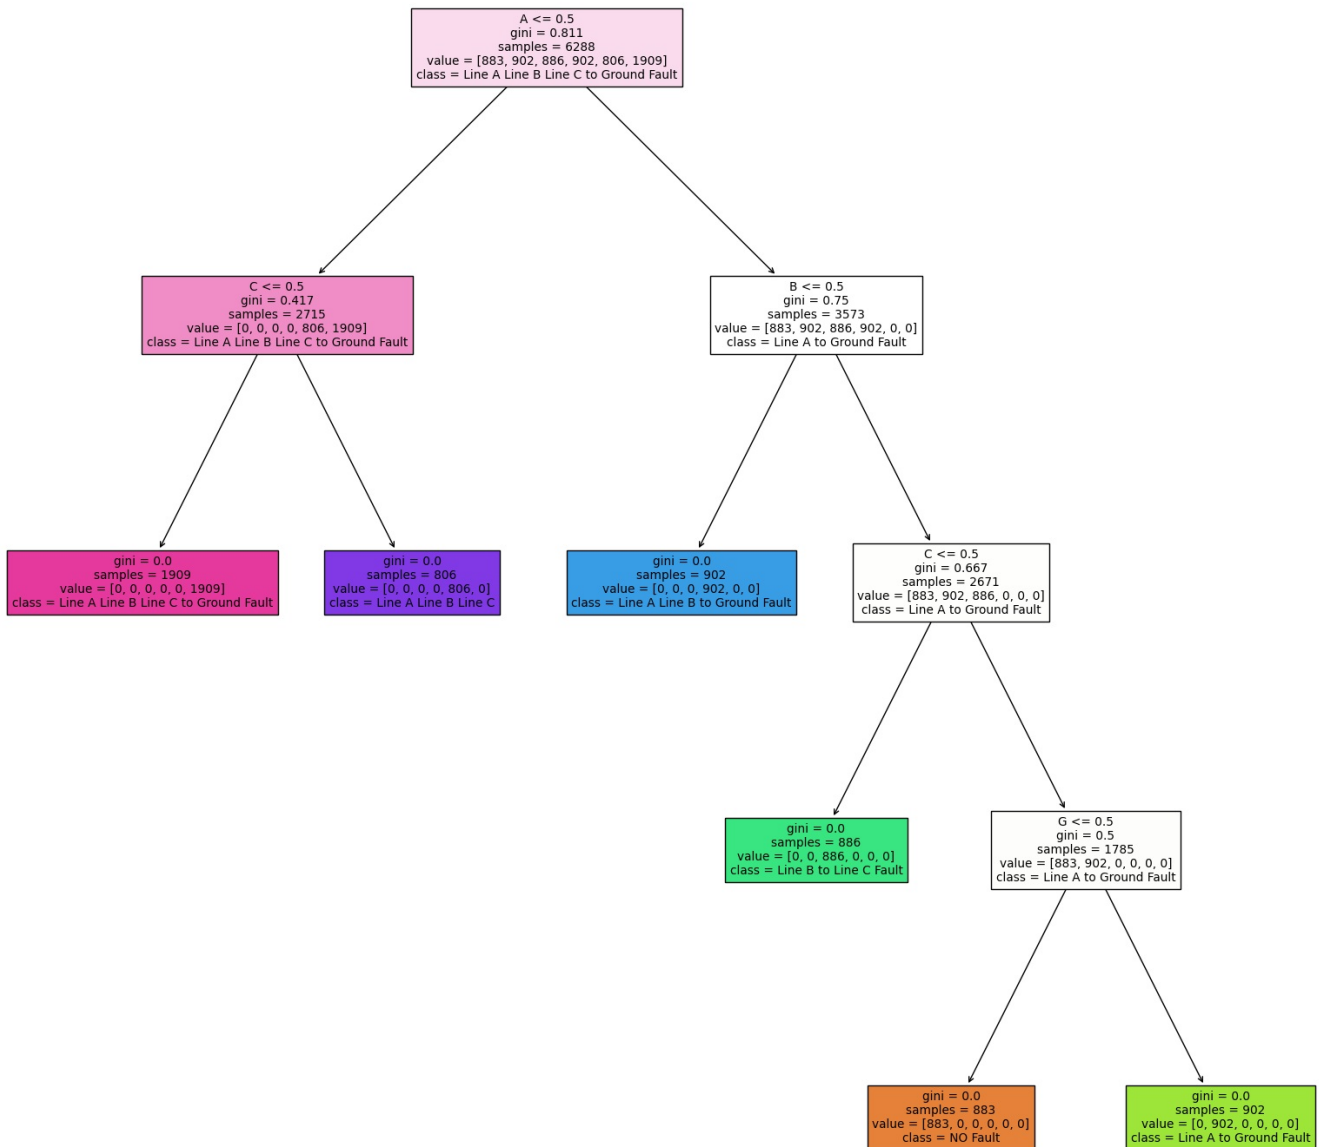 A <= 0.5
gini = 0.811
samples = 6288
value = [883, 902, 886, 902, 806, 1909]
class = Line A Line B Line C to Ground Fault
C <= 0.5
gini = 0.417
samples = 2715
value = [0, 0, 0, 0, 806, 1909]
class = Line A Line B Line C to Ground Fault
B <= 0.5
gini = 0.75
samples = 3573
value = [883, 902, 886, 902, 0, 0]
class = Line A to Ground Fault
gini = 0.0
samples = 1909
value = [0, 0, 0, 0, 0, 1909]
class = Line A Line B Line C to Ground Fault
gini = 0.0
samples = 806
value = [0, 0, 0, 0, 806, 0]
class = Line A Line B Line C
gini = 0.0
samples = 902
value = [0, 0, 0, 902, 0, 0]
class = Line A Line B to Ground Fault
C <= 0.5
gini = 0.667
samples = 2671
value = [883, 902, 886, 0, 0, 0]
class = Line A to Ground Fault
gini = 0.0
samples = 886
value = [0, 0, 886, 0, 0, 0]
class = Line B to Line C Fault
G <= 0.5
gini = 0.5
samples = 1785
value = [883, 902, 0, 0, 0, 0]
class = Line A to Ground Fault
gini = 0.0
samples = 883
value = [883, 0, 0, 0, 0, 0]
class = NO Fault
gini = 0.0
samples = 902
value = [0, 902, 0, 0, 0, 0]
class = Line A to Ground Fault